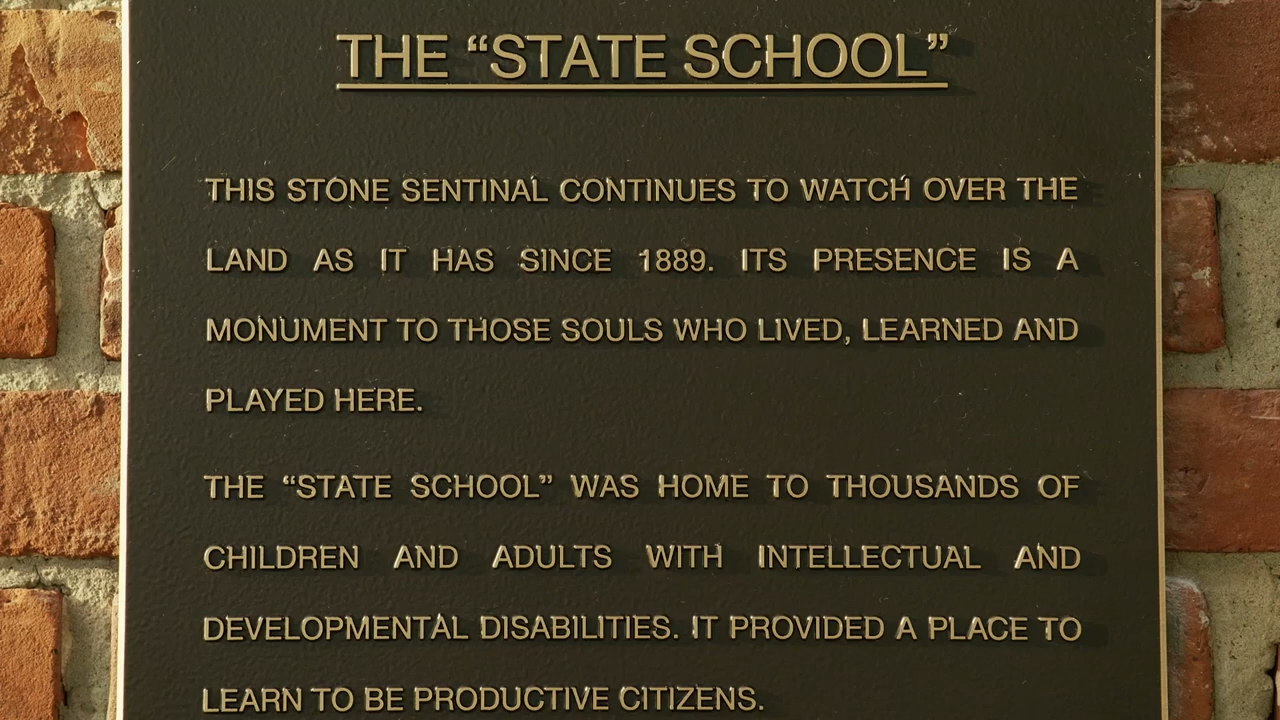 THE “STATE SCHOOL”
THIS STONE SENTINAL CONTINUES TO WATCH OVER THE
LAND AS IT HAS SINCE 1889. ITS PRESENCE IS A
MONUMENT TO THOSE SOULS WHO LIVED, LEARNED AND
PLAYED HERE.
THE “STATE SCHOOL” WAS HOME TO THOUSANDS OF
CHILDREN AND ADULTS WITH INTELLECTUAL AND
DEVELOPMENTAL DISABILITIES. IT PROVIDED A PLACE TO
LEARN TO BE PRODUCTIVE CITIZENS.